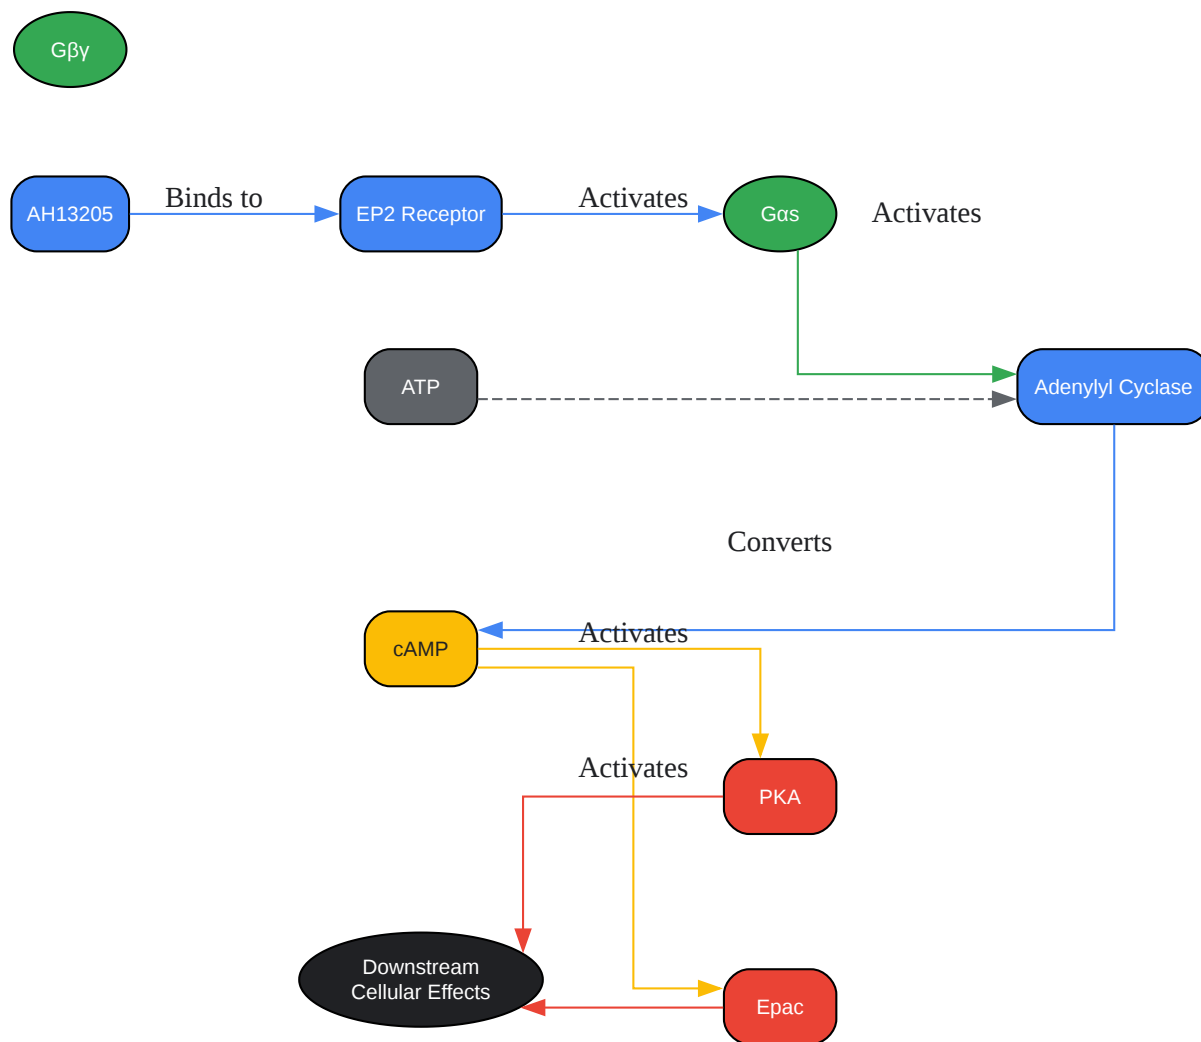 Gβγ
AH13205
Binds to
EP2 Receptor
Activates
Gαs
Activates
ATP
Adenylyl Cyclase
Converts
cAMP
Activates
Activates
PKA
Downstream
Cellular Effects
Epac